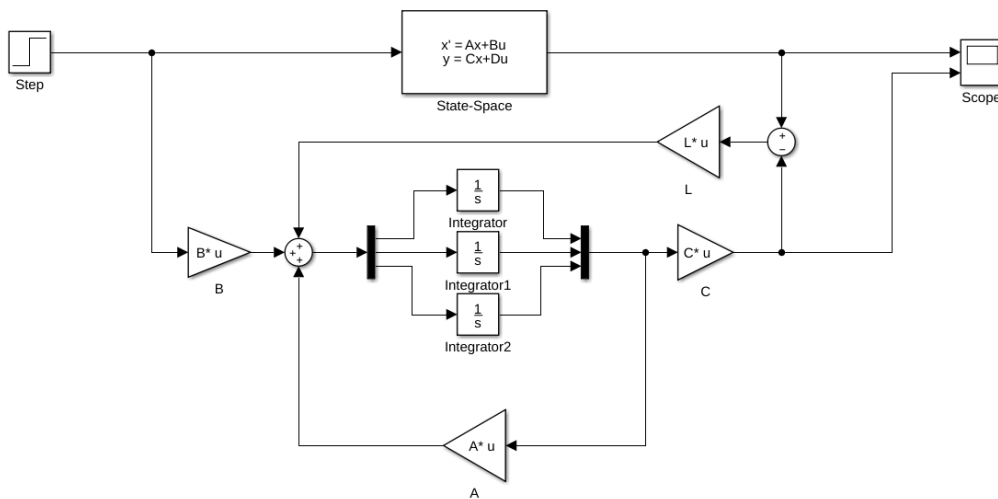 Step
x' = Ax+Bu
y = Cx+Du
State-Space
Scope
+
−
L* u
L
1
s
Integrator
B* u
B
+
+
+
1
s
Integrator1
C* u
C
1
s
Integrator2
A* u
A